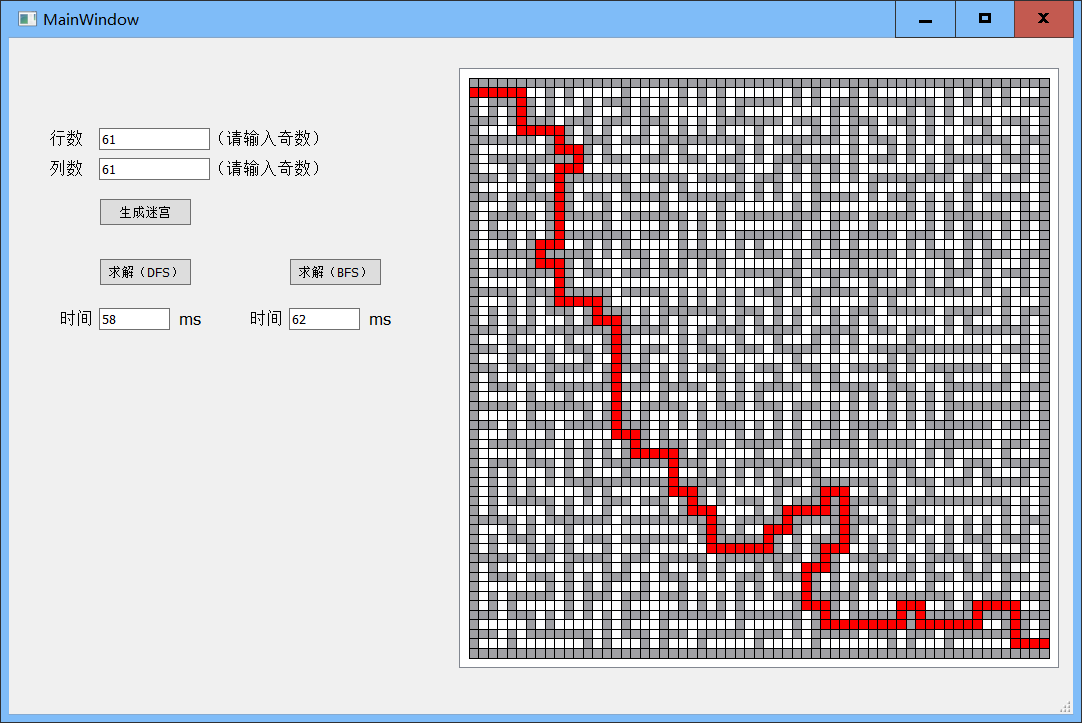 MainWindow
行数 61 （请输入奇数）
列数 61 （请输入奇数）
生成迷宫
求解（DFS） 求解（BFS）
时间 58 ms 时间 62 ms